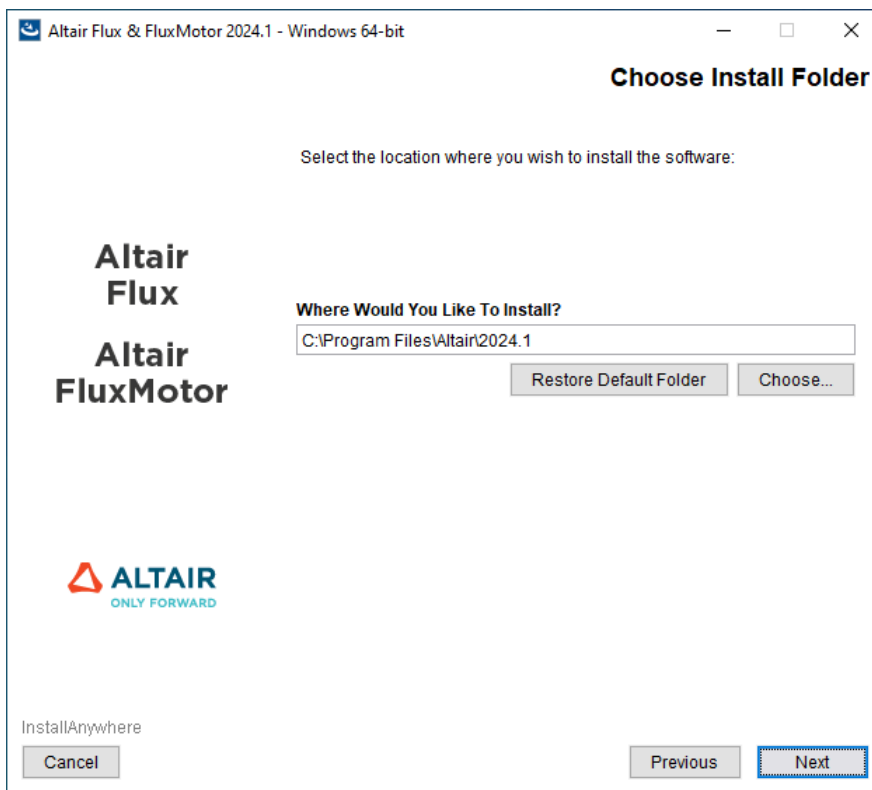 Altair Flux & FluxMotor 2024.1 - Windows 64-bit
Choose Install Folder
Select the location where you wish to install the software:
Altair
Flux
Altair
FluxMotor
Where Would You Like To Install?
C:\Program Files\Altair\2024.1
Restore Default Folder
Choose...
ALTAIR
ONLY FORWARD
InstallAnywhere
Cancel
Previous
Next